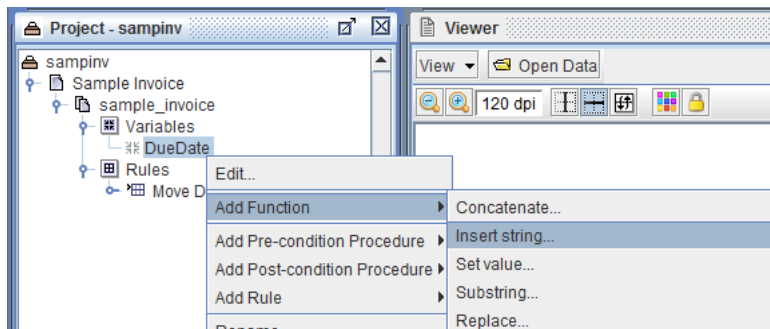 Project - sampinv
sampinv
Sample Invoice
sample_invoice
Variables
DueDate
Rules
Move D
Edit...
Add Function
Add Pre-condition Procedure
Add Post-condition Procedure
Add Rule
Rename
Concatenate...
Insert string...
Set value...
Substring...
Replace...
Viewer
View
Open Data
120 dpi